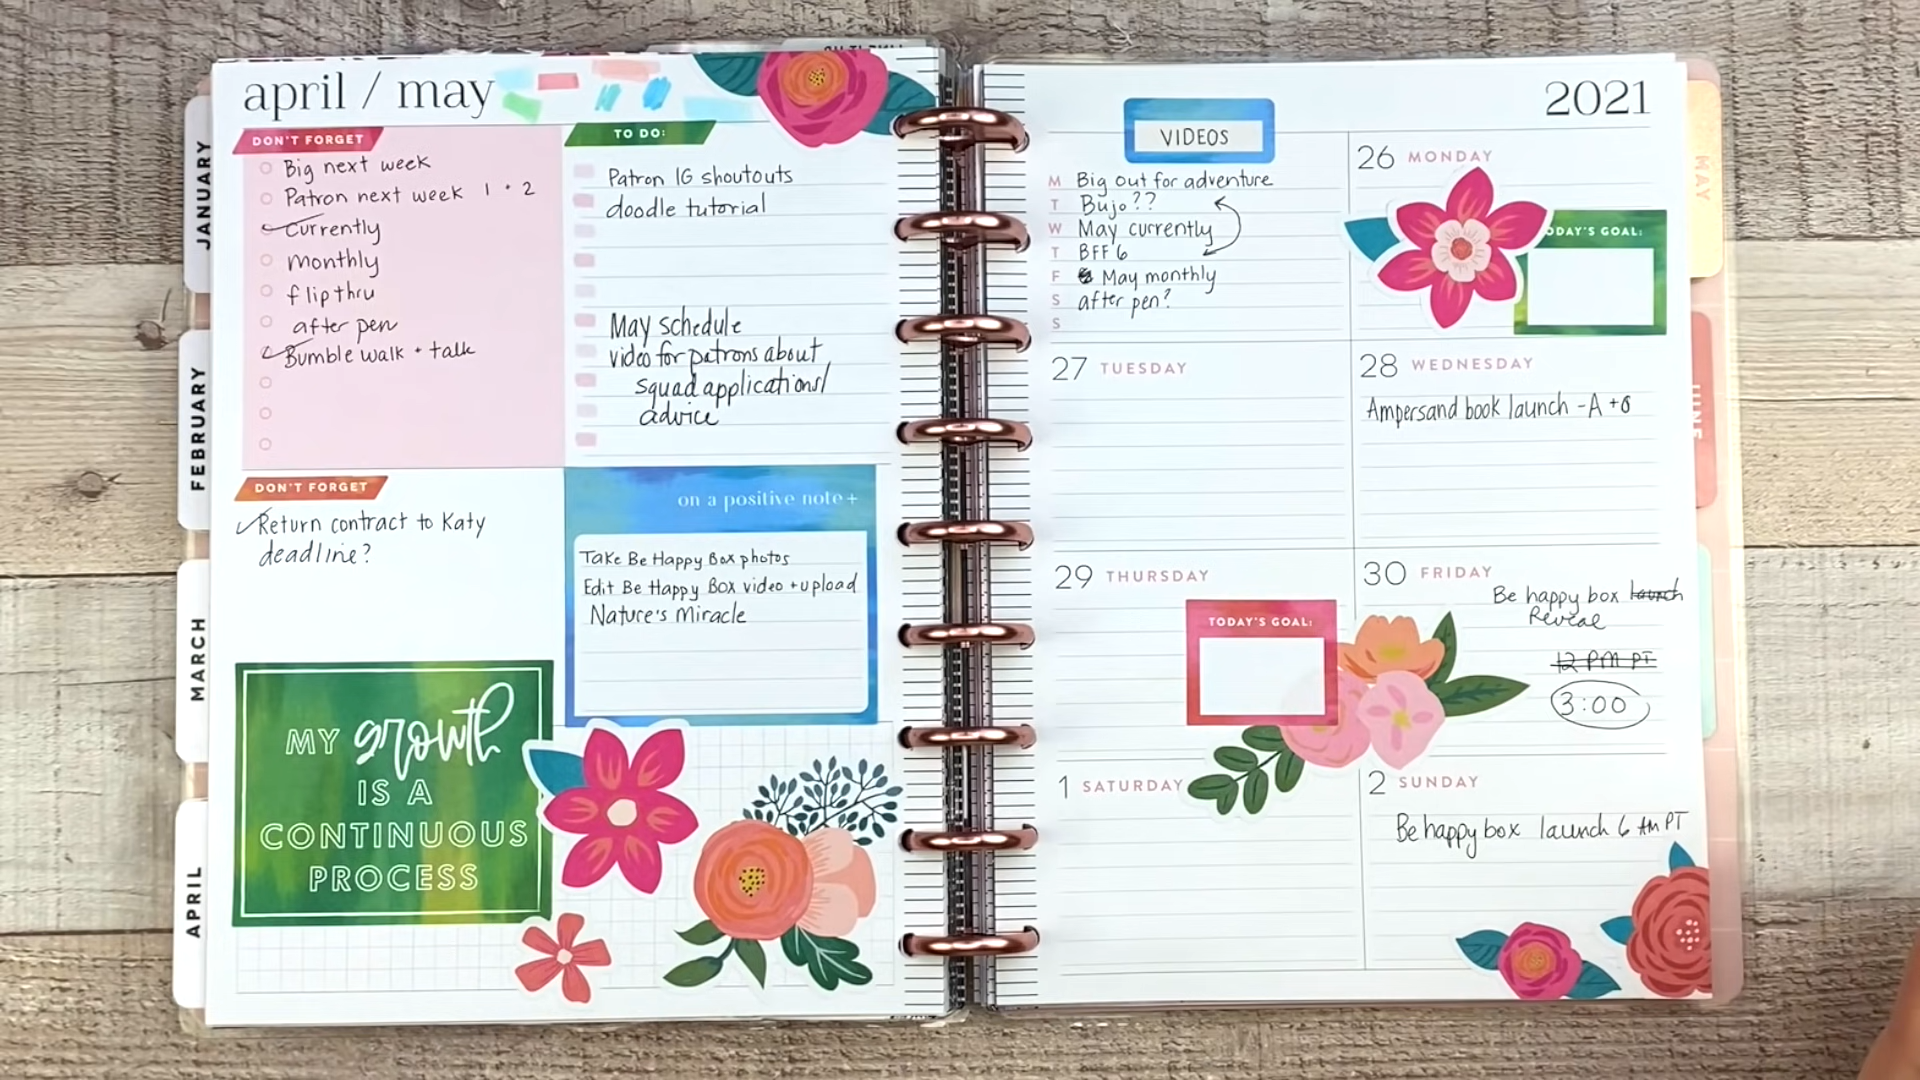 april / may
DON'T FORGET
Big next week
Patron next week 1 + 2
Currently
monthly
flip thru
after pen
Bumble walk + talk
TO DO:
Patron IG shoutouts
doodle tutorial
May schedule
video for patrons about
squad applications/
advice
DON'T FORGET
Return contract to Katy
deadline?
on a positive note +
Take Be Happy Box photos
Edit Be Happy Box video + upload
Nature's Miracle
MY growth
IS A
CONTINUOUS
PROCESS
JANUARY
FEBRUARY
MARCH
APRIL
2021
VIDEOS
M Big out for adventure
T Bujo??
W May currently
T BFF 6
F May monthly
S after pen?
S
26 MONDAY
ODAY'S GOAL:
27 TUESDAY
28 WEDNESDAY
Ampersand book launch - A + O
29 THURSDAY
TODAY'S GOAL:
30 FRIDAY
Be happy box launch
Reveal
12 PM PT
3:00
1 SATURDAY
2 SUNDAY
Be happy box launch 6 AM PT
MAY
JUNE